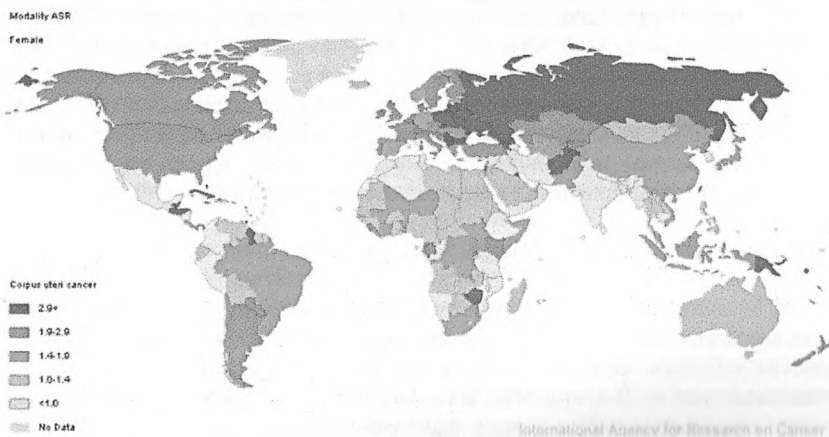 Mortality ASR
Female
Corpus uteri cancer
2.9+
1.9-2.9
1.4-1.9
1.0-1.4
<1.0
No Data
International Agency for Research on Cancer